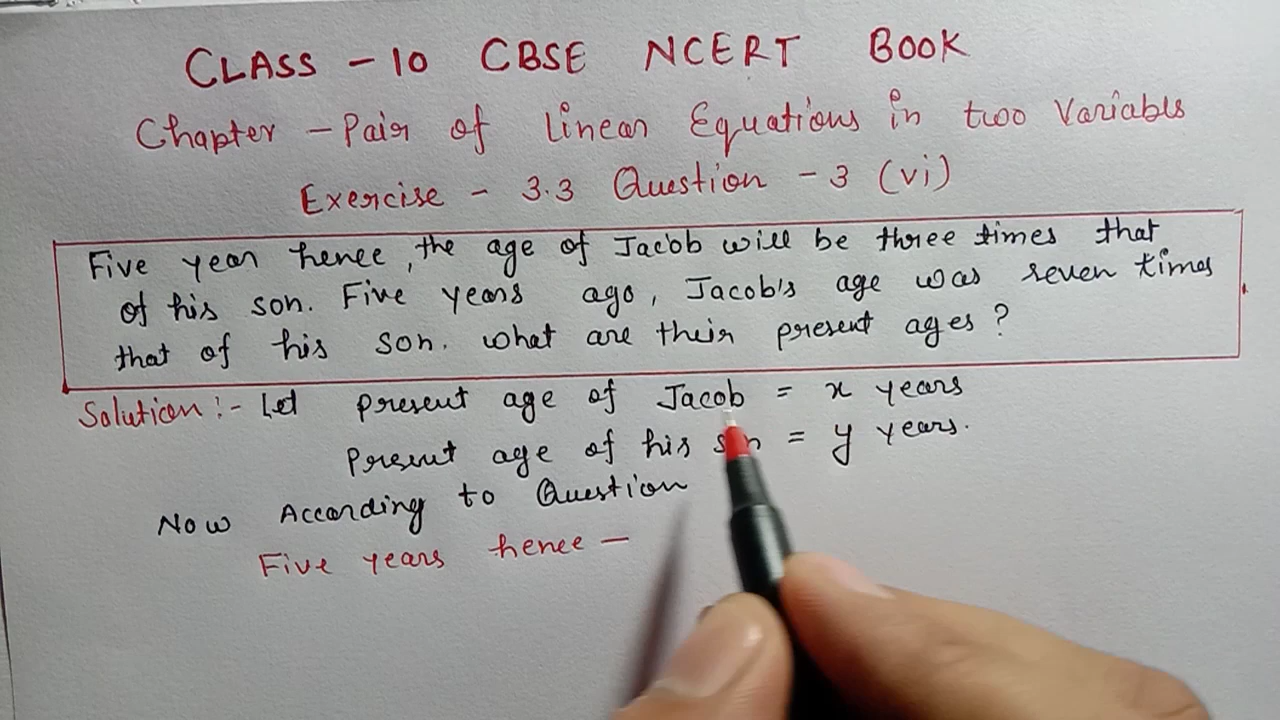 CLASS - 10 CBSE NCERT BOOK
Chapter - Pair of linear Equations in two Variables
Exercise - 3.3 Question - 3 (vi)
Five year hence, the age of Jacob will be three times that
of his son. Five years ago, Jacob's age was seven times
that of his son. what are their present ages?
Solution :- Let present age of Jacob = x years
Present age of his son = y years.
Now According to Question
Five years hence -